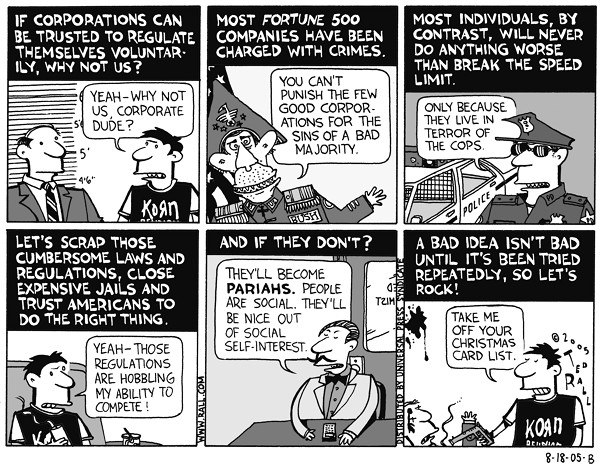 IF CORPORATIONS CAN
BE TRUSTED TO REGULATE
THEMSELVES VOLUNTAR-
ILY, WHY NOT US?
YEAH-WHY NOT
US, CORPORATE
DUDE?
5'
4'6"
KORN
REUNION
MOST FORTUNE 500
COMPANIES HAVE BEEN
CHARGED WITH CRIMES.
YOU CAN'T
PUNISH THE FEW
GOOD CORPOR-
ATIONS FOR THE
SINS OF A BAD
MAJORITY.
BUSH
MOST INDIVIDUALS, BY
CONTRAST, WILL NEVER
DO ANYTHING WORSE
THAN BREAK THE SPEED
LIMIT.
ONLY BECAUSE
THEY LIVE IN
TERROR OF
THE COPS.
POLICE
PD
LET'S SCRAP THOSE
CUMBERSOME LAWS AND
REGULATIONS, CLOSE
EXPENSIVE JAILS AND
TRUST AMERICANS TO
DO THE RIGHT THING.
YEAH-THOSE
REGULATIONS
ARE HOBBLING
MY ABILITY TO
COMPETE!
WWW.RALL.COM
AND IF THEY DON'T?
THEY'LL BECOME
PARIAHS. PEOPLE
ARE SOCIAL. THEY'LL
BE NICE OUT
OF SOCIAL
SELF-INTEREST.
DISTRIBUTED BY UNIVERSAL PRESS SYNDICATE
A BAD IDEA ISN'T BAD
UNTIL IT'S BEEN TRIED
REPEATEDLY, SO LET'S
ROCK!
TAKE ME
OFF YOUR
CHRISTMAS
CARD LIST.
©2005
TED
RALL
KORN
REUNION
8-18-05-B